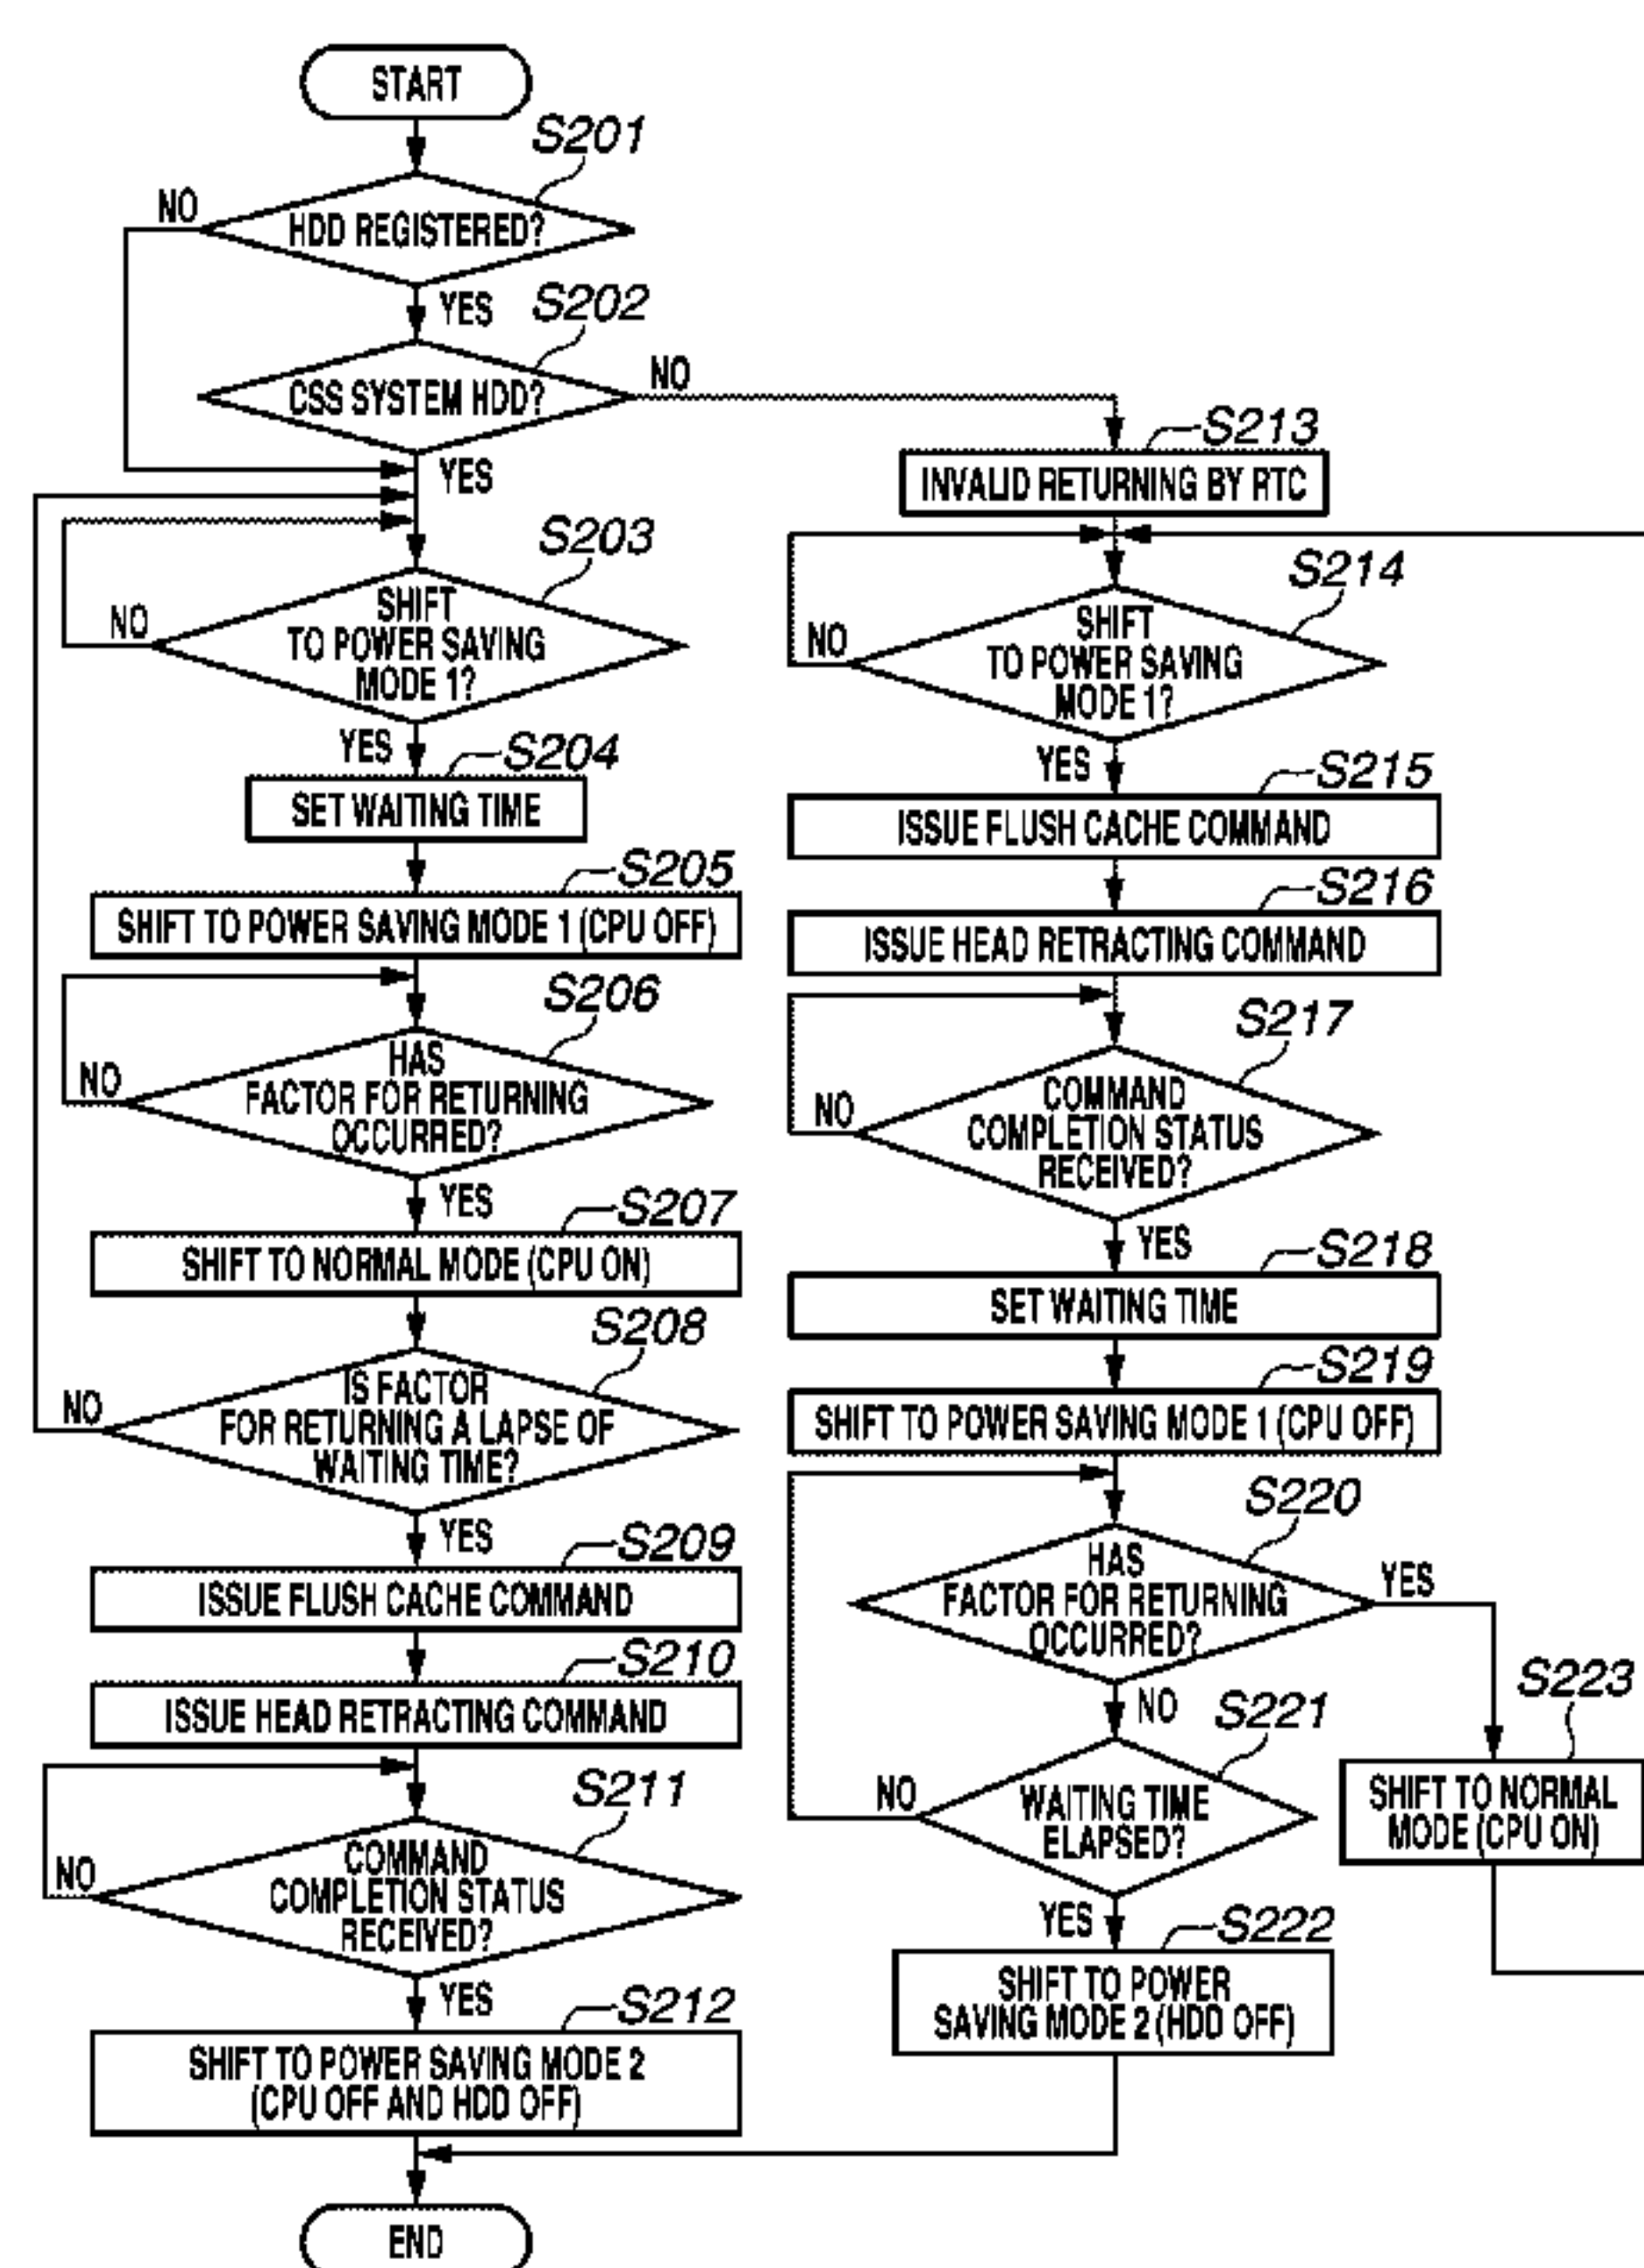 START
S201
NO
HDD REGISTERED?
YES
S202
CSS SYSTEM HDD?
NO
YES
S203
SHIFT
TO POWER SAVING
MODE 1?
NO
YES
S204
SET WAITING TIME
S205
SHIFT TO POWER SAVING MODE 1 (CPU OFF)
S206
HAS
FACTOR FOR RETURNING
OCCURRED?
NO
YES
S207
SHIFT TO NORMAL MODE (CPU ON)
S208
IS FACTOR
FOR RETURNING A LAPSE OF
WAITING TIME?
NO
YES
S209
ISSUE FLUSH CACHE COMMAND
S210
ISSUE HEAD RETRACTING COMMAND
S211
COMMAND
COMPLETION STATUS
RECEIVED?
NO
YES
S212
SHIFT TO POWER SAVING MODE 2
(CPU OFF AND HDD OFF)
END
S213
INVALID RETURNING BY RTC
S214
SHIFT
TO POWER SAVING
MODE 1?
NO
YES
S215
ISSUE FLUSH CACHE COMMAND
S216
ISSUE HEAD RETRACTING COMMAND
S217
COMMAND
COMPLETION STATUS
RECEIVED?
NO
YES
S218
SET WAITING TIME
S219
SHIFT TO POWER SAVING MODE 1 (CPU OFF)
S220
HAS
FACTOR FOR RETURNING
OCCURRED?
YES
NO
S221
WAITING TIME
ELAPSED?
NO
YES
S222
SHIFT TO POWER
SAVING MODE 2 (HDD OFF)
S223
SHIFT TO NORMAL
MODE (CPU ON)